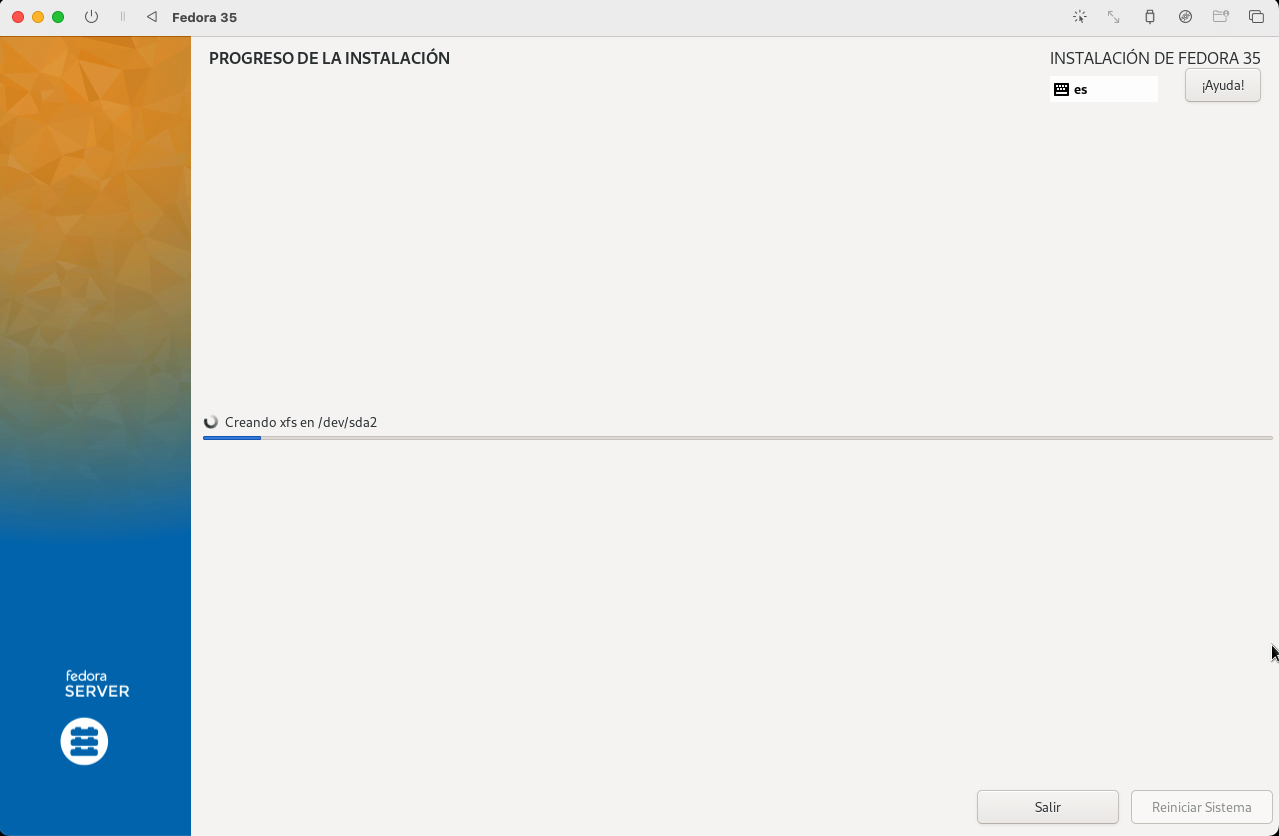 Fedora 35
PROGRESO DE LA INSTALACIÓN
INSTALACIÓN DE FEDORA 35
es
¡Ayuda!
Creando xfs en /dev/sda2
fedora
SERVER
Salir
Reiniciar Sistema